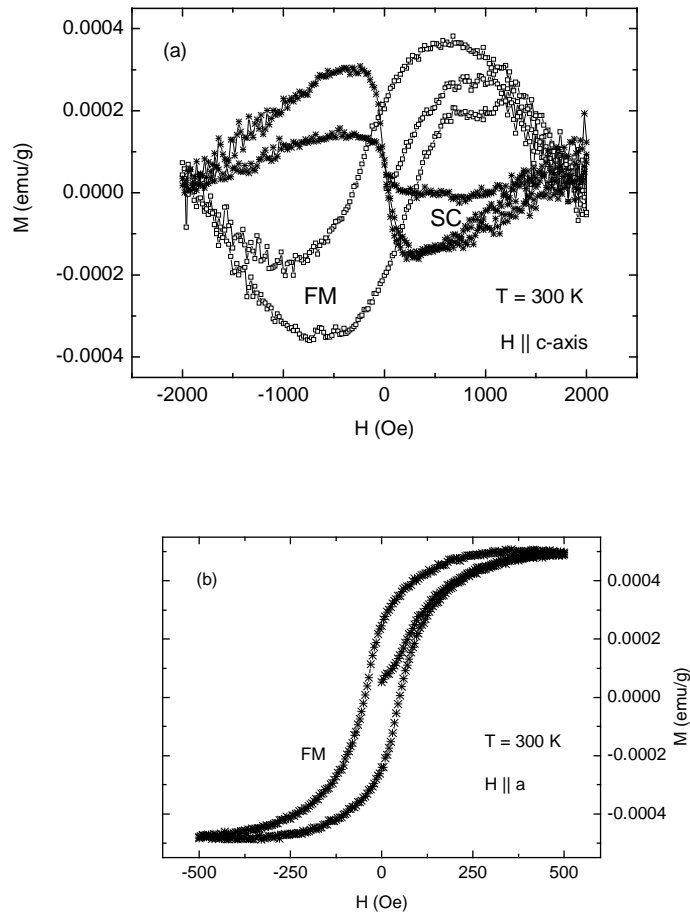 0.0004
(a)
0.0002
0.0000
M (emu/g)
SC
-0.0002
FM
T = 300 K
-0.0004
H || c-axis
-2000 -1000 0 1000 2000
H (Oe)
(b)
0.0004
0.0002
0.0000
M (emu/g)
FM
T = 300 K
-0.0002
H || a
-0.0004
-500 -250 0 250 500
H (Oe)